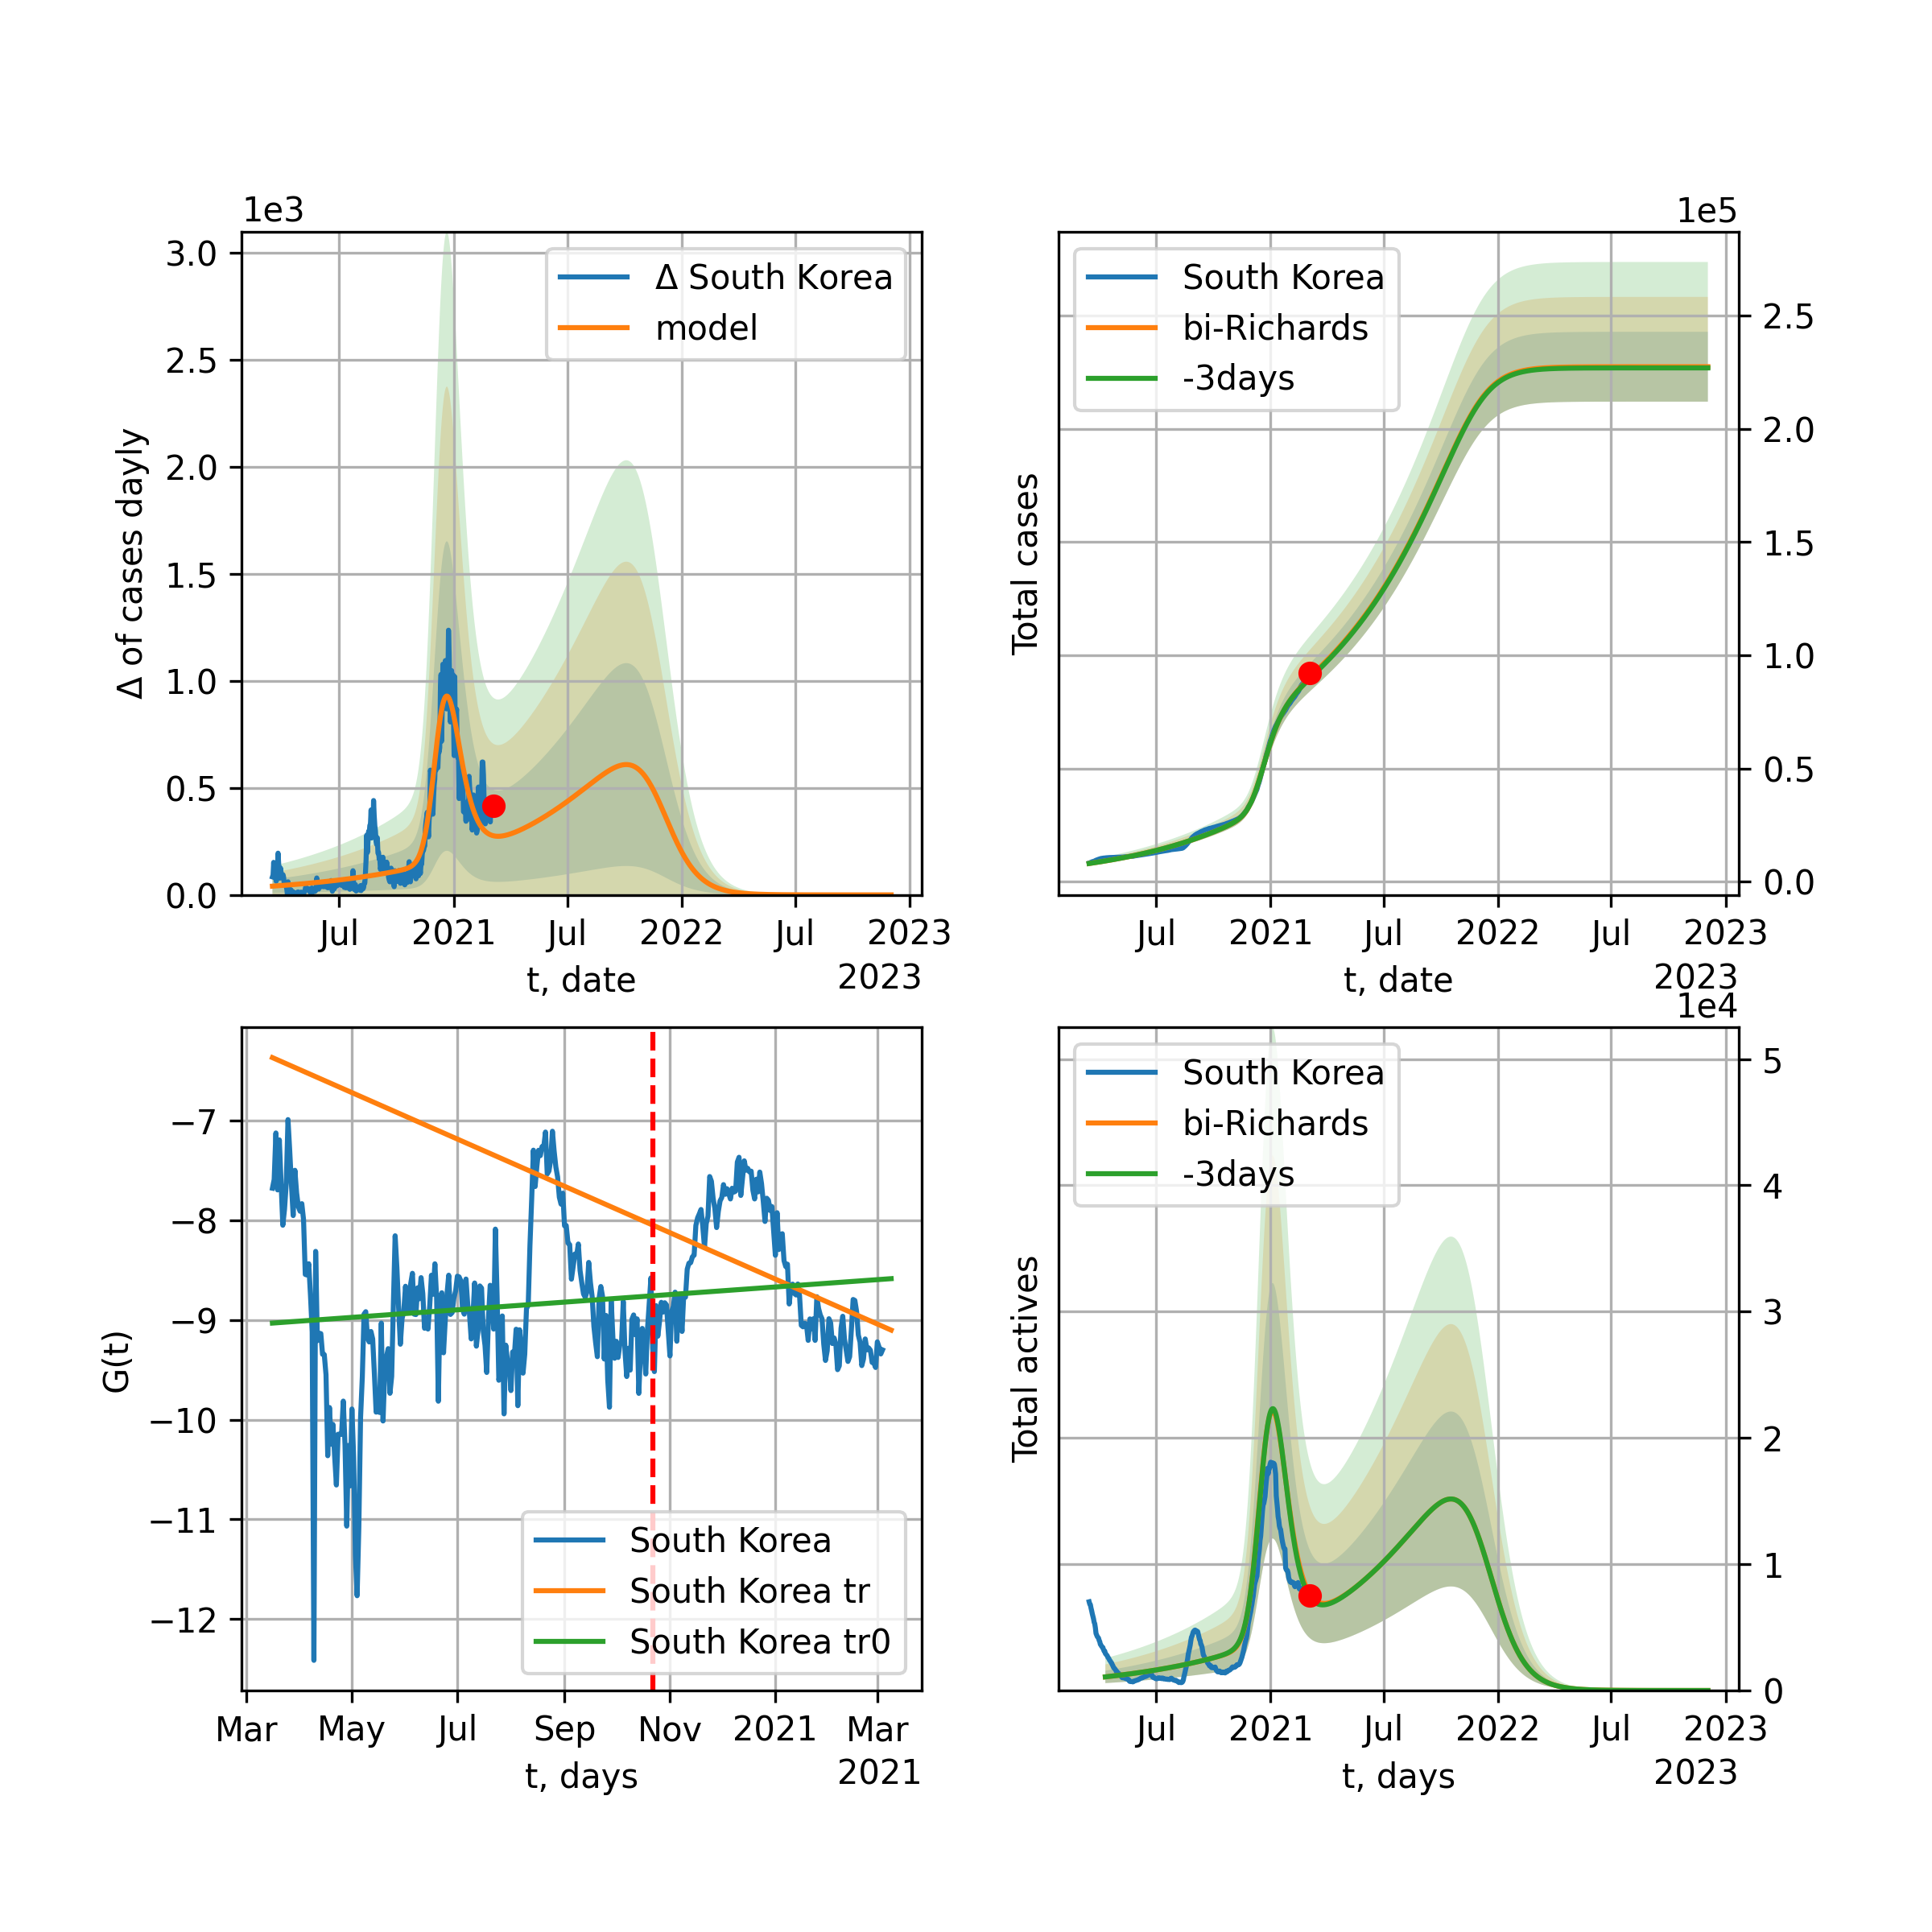 1e3
3.0
2.5
2.0
1.5
1.0
0.5
0.0
Δ of cases dayly
Δ South Korea
model
Jul 2021 Jul 2022 Jul 2023
t, date
2023
1e5
South Korea
bi-Richards
-3days
Total cases
2.5
2.0
1.5
1.0
0.5
0.0
Jul 2021 Jul 2022 Jul 2023
t, date
2023
−7
−8
−9
−10
−11
−12
G(t)
South Korea
South Korea tr
South Korea tr0
Mar May Jul Sep Nov 2021 Mar
t, days
2021
1e4
South Korea
bi-Richards
-3days
Total actives
5
4
3
2
1
0
Jul 2021 Jul 2022 Jul 2023
t, days
2023